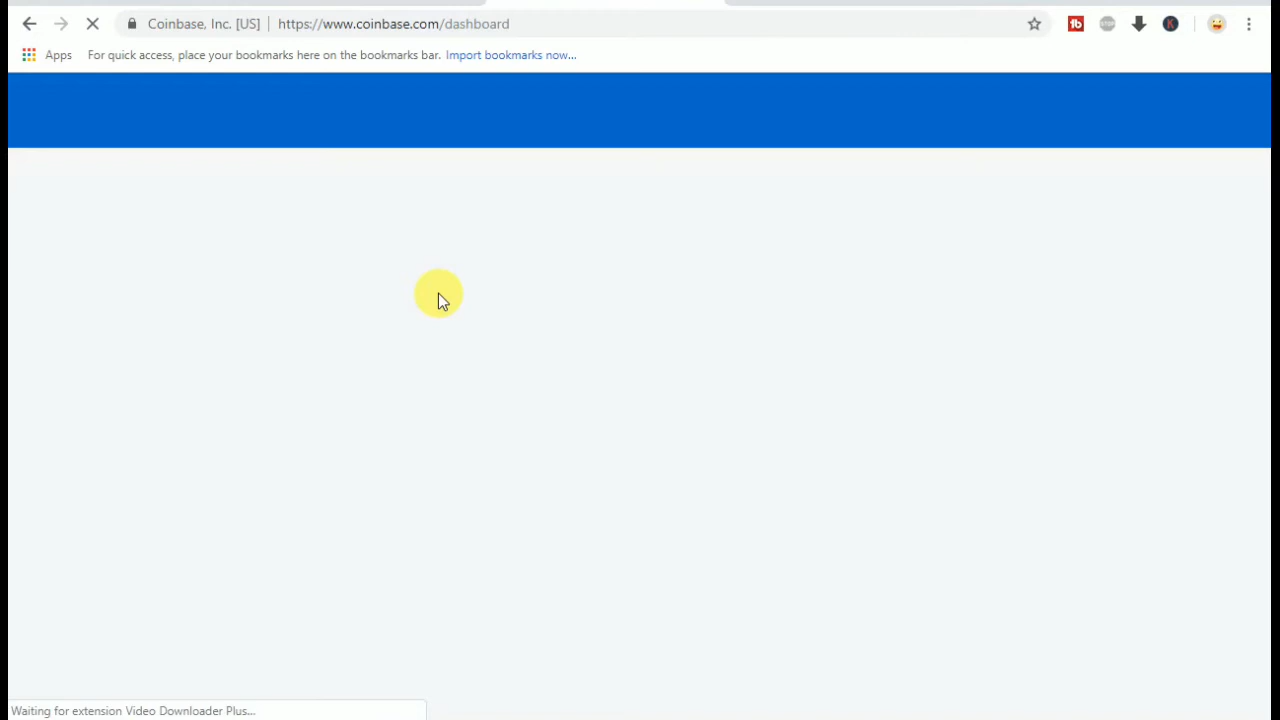 Coinbase, Inc. [US] | https://www.coinbase.com/dashboard
Apps For quick access, place your bookmarks here on the bookmarks bar. Import bookmarks now...
Waiting for extension Video Downloader Plus...